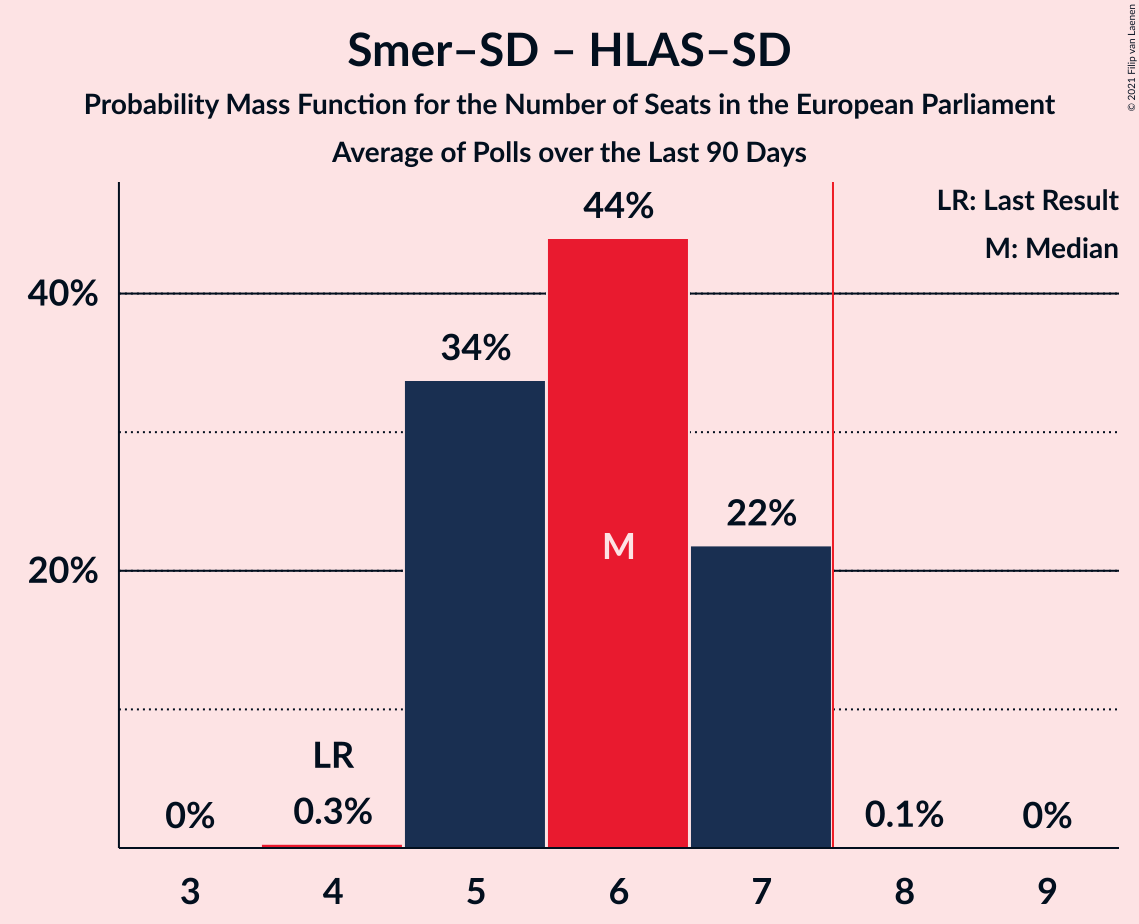 Smer–SD – HLAS–SD
Probability Mass Function for the Number of Seats in the European Parliament
Average of Polls over the Last 90 Days
© 2021 Filip van Laenen
LR: Last Result
M: Median
40%
20%
0%
LR
0.3%
34%
44%
M
22%
0.1%
0%
3 4 5 6 7 8 9